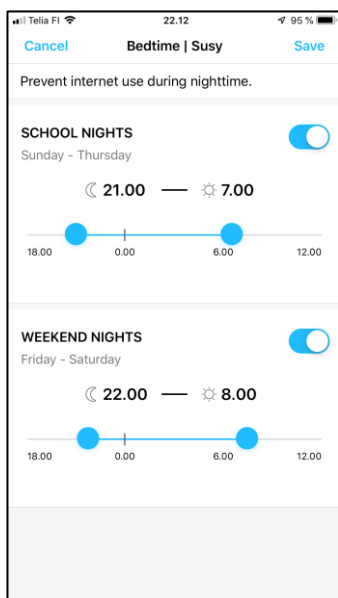 Telia FI 22.12 95 %
Cancel Bedtime | Susy Save
Prevent internet use during nighttime.
SCHOOL NIGHTS
Sunday - Thursday
21.00 — 7.00
18.00 0.00 6.00 12.00
WEEKEND NIGHTS
Friday - Saturday
22.00 — 8.00
18.00 0.00 6.00 12.00